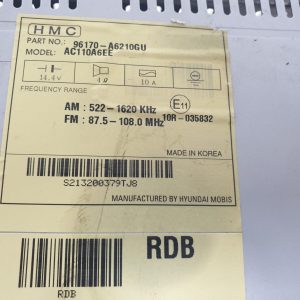 HMC
PART NO.: 96170-A6210GU
MODEL: AC110A6EE
14.4V 4Ω 10 A
FREQUENCY RANGE
AM : 522-1620 KHz
FM : 87.5-108.0 MHz
E11
10R-035832
MADE IN KOREA
S213200379TJ8
MANUFACTURED BY HYUNDAI MOBIS
RDB
RDB